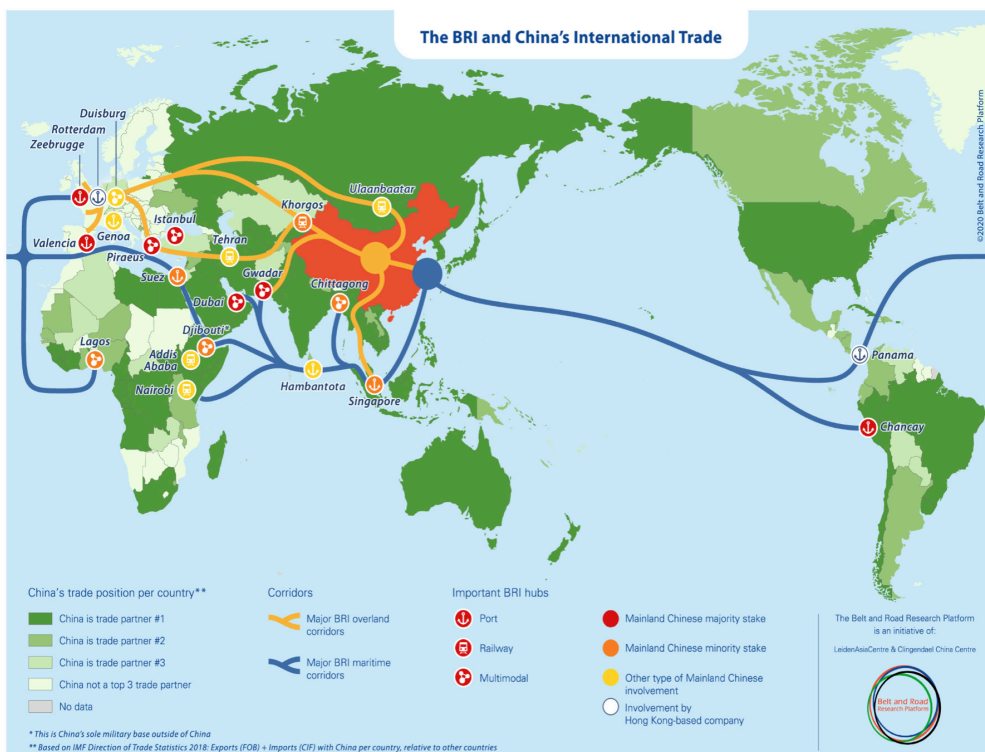 The BRI and China's International Trade
©2020 Belt and Road Research Platform
Duisburg
Rotterdam
Zeebrugge
Ulaanbaatar
Khorgos
Istanbul
Valencia
Genoa
Tehran
Piraeus
Gwadar
Suez
Chittagong
Dubai
Djibouti*
Lagos
Panama
Addis
Ababa
Nairobi
Hambantota
Singapore
Chancay
China's trade position per country**
China is trade partner #1
China is trade partner #2
China is trade partner #3
China not a top 3 trade partner
No data
Corridors
Major BRI overland
corridors
Major BRI maritime
corridors
Important BRI hubs
Port
Railway
Multimodal
Mainland Chinese majority stake
Mainland Chinese minority stake
Other type of Mainland Chinese
involvement
Involvement by
Hong Kong-based company
The Belt and Road Research Platform
is an initiative of:
LeidenAsiaCentre & Clingendael China Centre
Belt and Road
Research Platform
* This is China's sole military base outside of China
** Based on IMF Direction of Trade Statistics 2018: Exports (FOB) + Imports (CIF) with China per country, relative to other countries